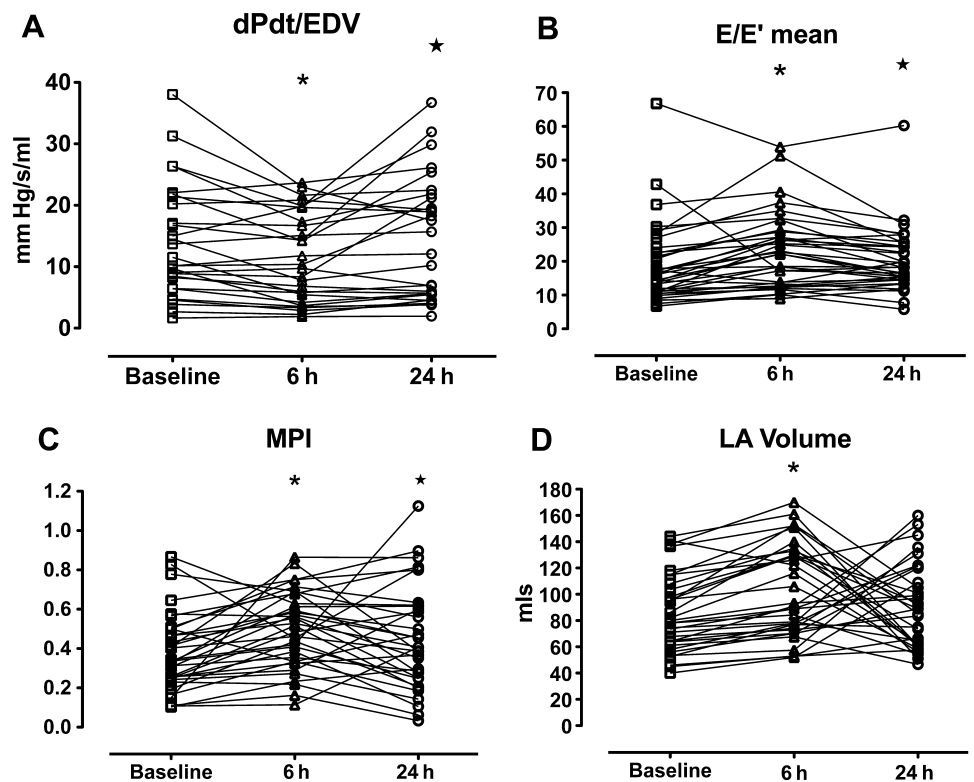 A
dPdt/EDV
★
*
mm Hg/s/ml
40
30
20
10
0
Baseline
6 h
24 h
B
E/E' mean
*
★
70
60
50
40
30
20
10
0
Baseline
6 h
24 h
C
MPI
*
★
1.2
1.0
0.8
0.6
0.4
0.2
0.0
Baseline
6 h
24 h
D
LA Volume
*
mls
180
160
140
120
100
80
60
40
20
0
Baseline
6 h
24 h